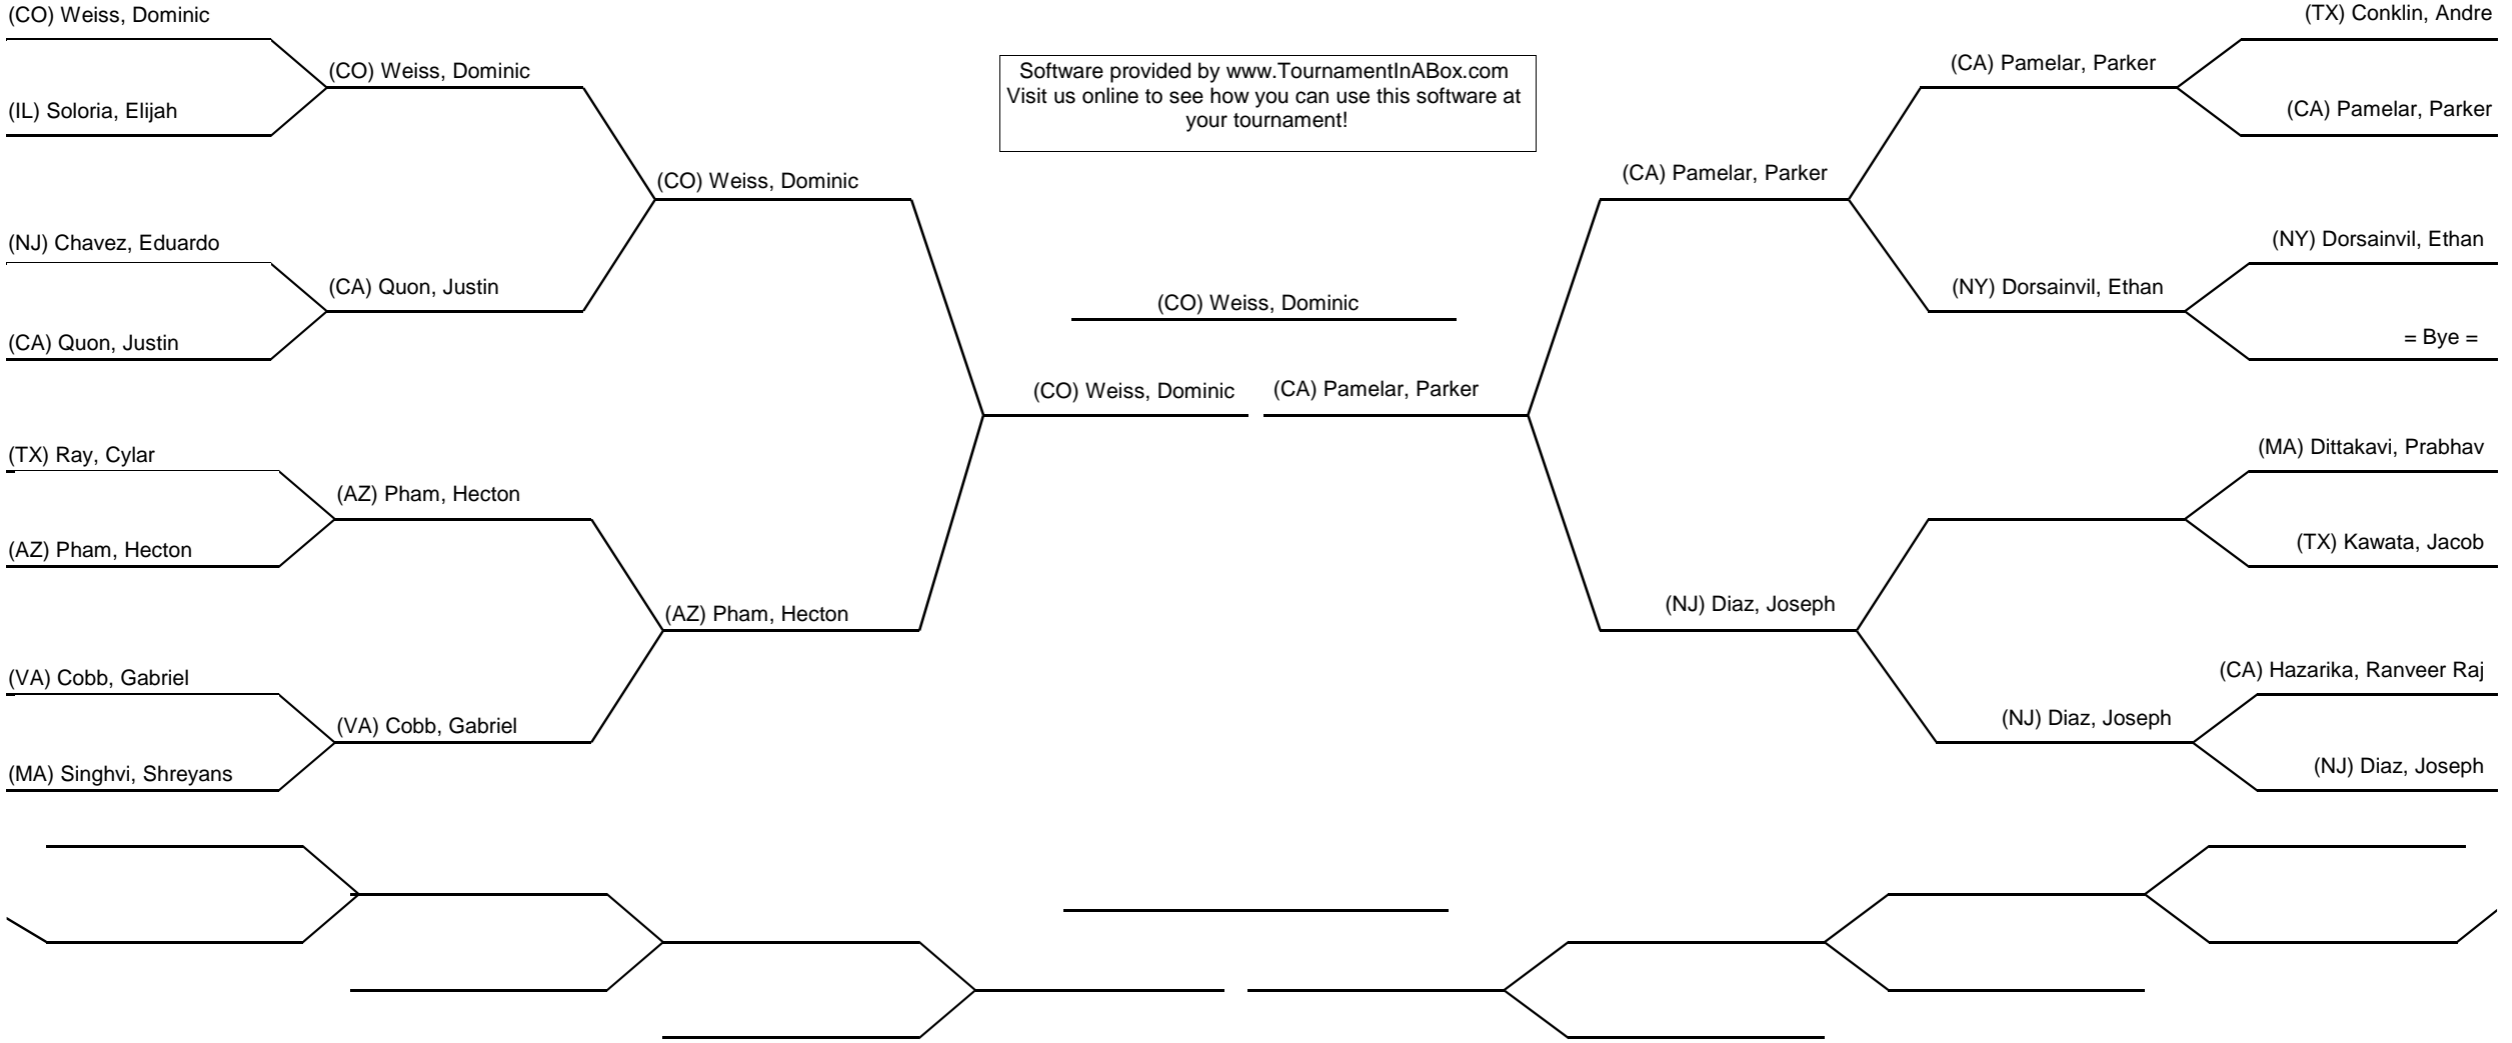 (CO) Weiss, Dominic
(IL) Soloria, Elijah
(NJ) Chavez, Eduardo
(CA) Quon, Justin
(TX) Ray, Cylar
(AZ) Pham, Hecton
(VA) Cobb, Gabriel
(MA) Singhvi, Shreyans
(CO) Weiss, Dominic
(CA) Quon, Justin
(AZ) Pham, Hecton
(VA) Cobb, Gabriel
(CO) Weiss, Dominic
(AZ) Pham, Hecton
Software provided by www.TournamentInABox.com
Visit us online to see how you can use this software at
your tournament!
(CO) Weiss, Dominic
(CO) Weiss, Dominic
(CA) Pamelar, Parker
(CA) Pamelar, Parker
(NJ) Diaz, Joseph
(CA) Pamelar, Parker
(NY) Dorsainvil, Ethan
(NJ) Diaz, Joseph
(TX) Conklin, Andre
(CA) Pamelar, Parker
(NY) Dorsainvil, Ethan
= Bye =
(MA) Dittakavi, Prabhav
(TX) Kawata, Jacob
(CA) Hazarika, Ranveer Raj
(NJ) Diaz, Joseph